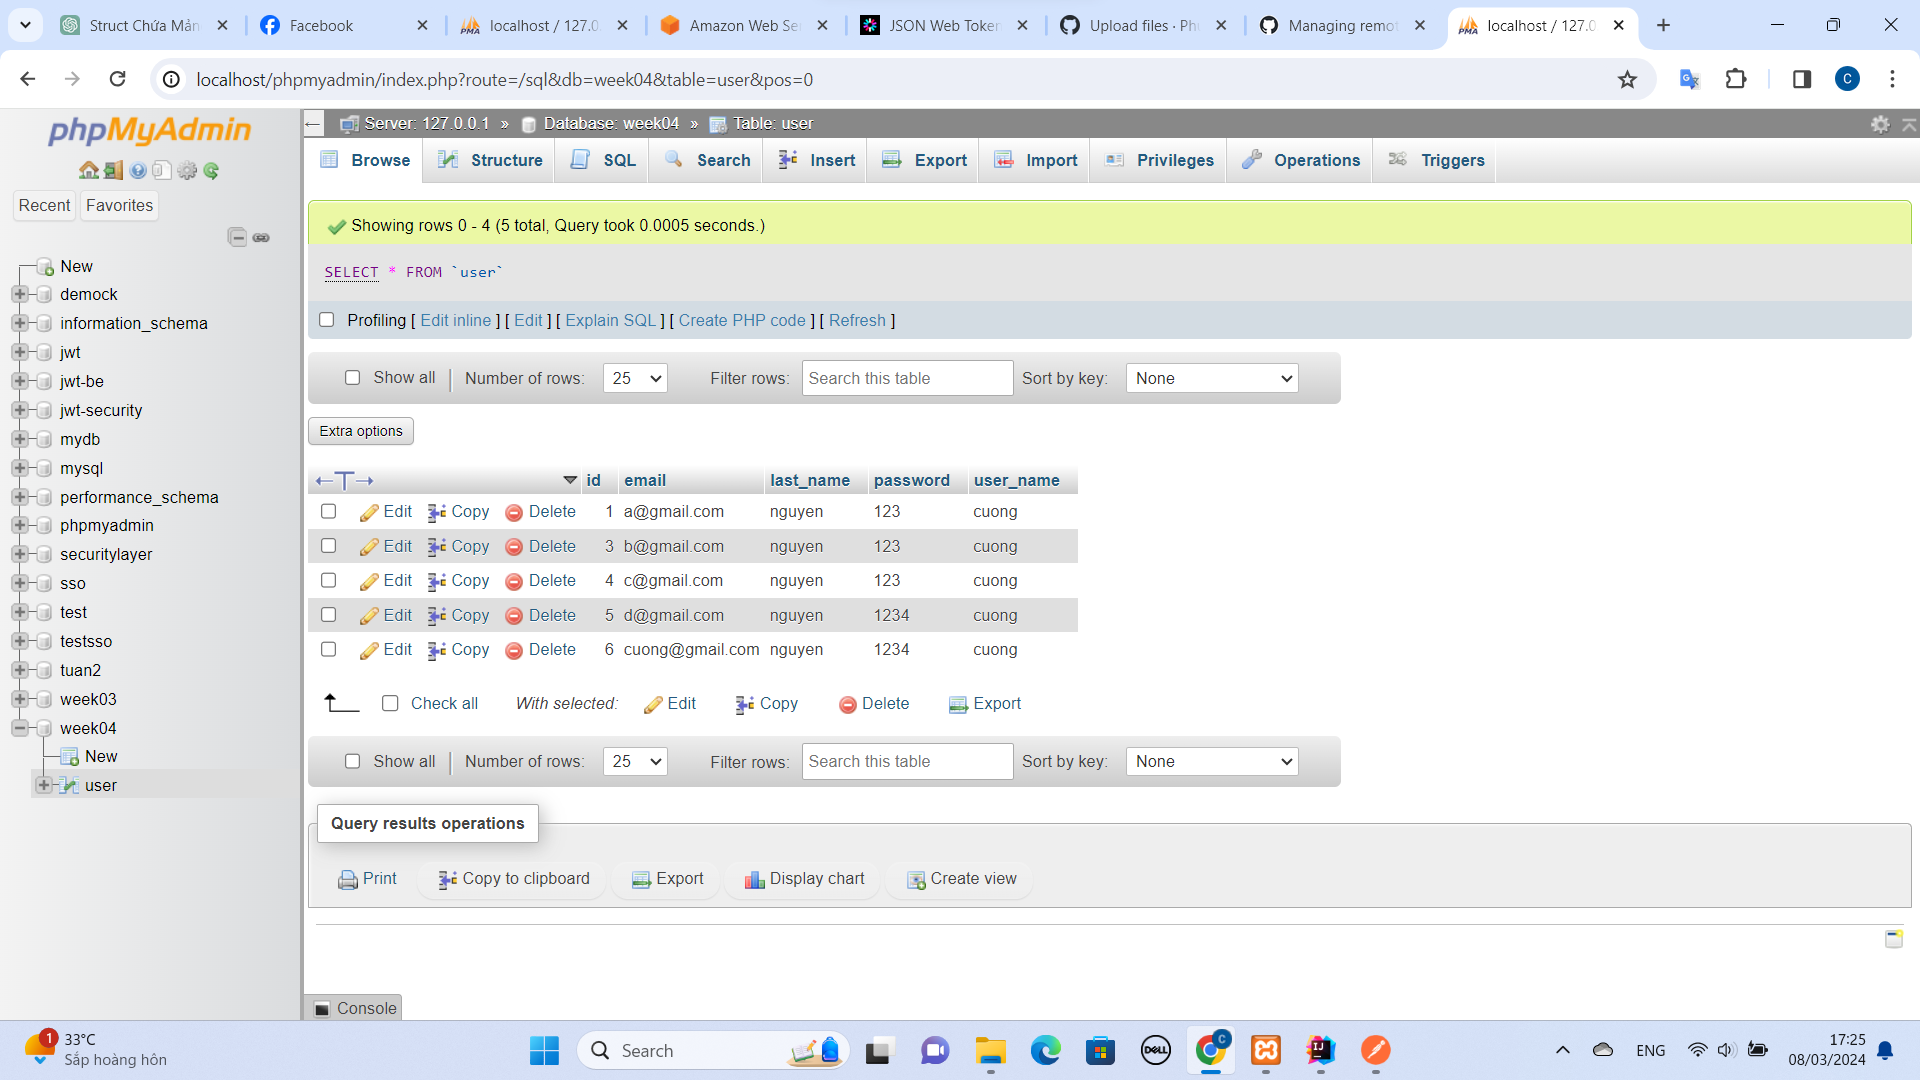 Struct Chứa Mản
Facebook
localhost / 127.0.
Amazon Web Se
JSON Web Token
Upload files · Ph
Managing remot
localhost / 127.0
localhost/phpmyadmin/index.php?route=/sql&db=week04&table=user&pos=0
C
phpMyAdmin
Recent
Favorites
New
demock
information_schema
jwt
jwt-be
jwt-security
mydb
mysql
performance_schema
phpmyadmin
securitylayer
sso
test
testsso
tuan2
week03
week04
New
user
Server: 127.0.0.1 » Database: week04 » Table: user
Browse Structure SQL Search Insert Export Import Privileges Operations Triggers
Showing rows 0 - 4 (5 total, Query took 0.0005 seconds.)
SELECT * FROM `user`
Profiling [ Edit inline ] [ Edit ] [ Explain SQL ] [ Create PHP code ] [ Refresh ]
Show all Number of rows: 25 Filter rows: Search this table Sort by key: None
Extra options
id email last_name password user_name
Edit Copy Delete 1 a@gmail.com nguyen 123 cuong
Edit Copy Delete 3 b@gmail.com nguyen 123 cuong
Edit Copy Delete 4 c@gmail.com nguyen 123 cuong
Edit Copy Delete 5 d@gmail.com nguyen 1234 cuong
Edit Copy Delete 6 cuong@gmail.com nguyen 1234 cuong
Check all With selected: Edit Copy Delete Export
Show all Number of rows: 25 Filter rows: Search this table Sort by key: None
Query results operations
Print Copy to clipboard Export Display chart Create view
Console
1
33°C
Sắp hoàng hôn
Search
DELL
C
ENG
17:25
08/03/2024